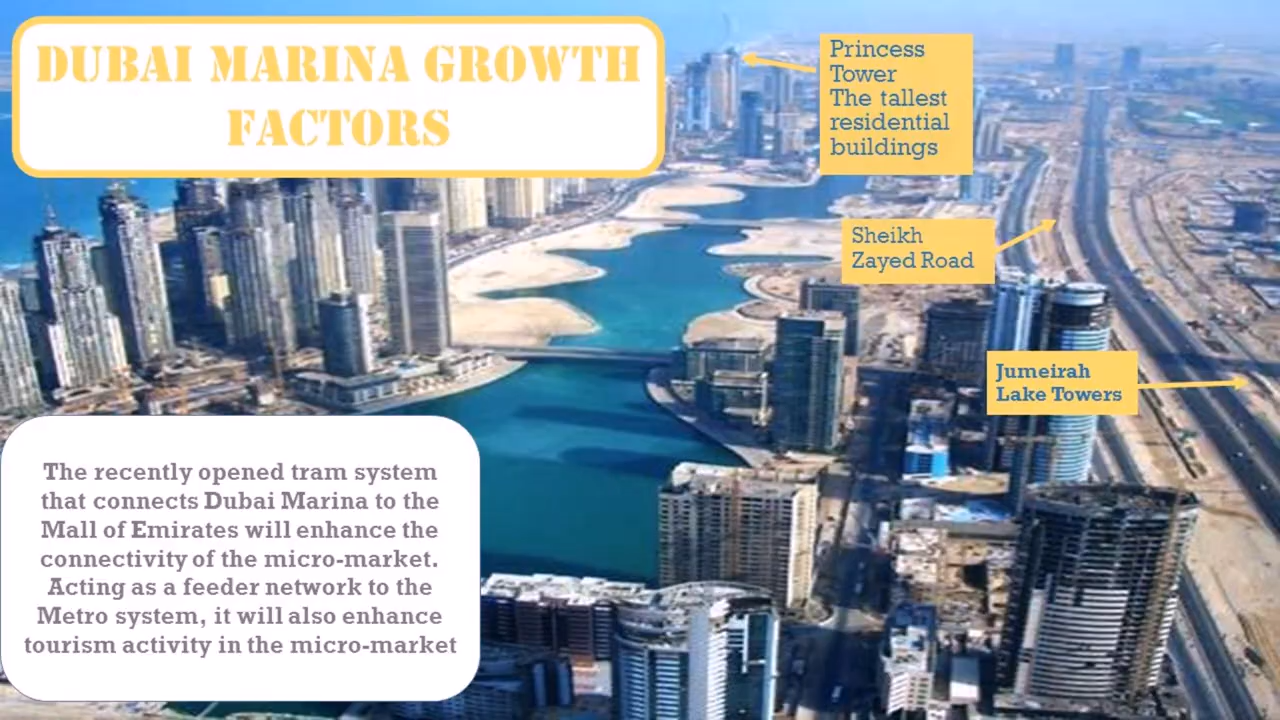 DUBAI MARINA GROWTH
FACTORS
Princess
Tower
The tallest
residential
buildings
Sheikh
Zayed Road
Jumeirah
Lake Towers
The recently opened tram system
that connects Dubai Marina to the
Mall of Emirates will enhance the
connectivity of the micro-market.
Acting as a feeder network to the
Metro system, it will also enhance
tourism activity in the micro-market